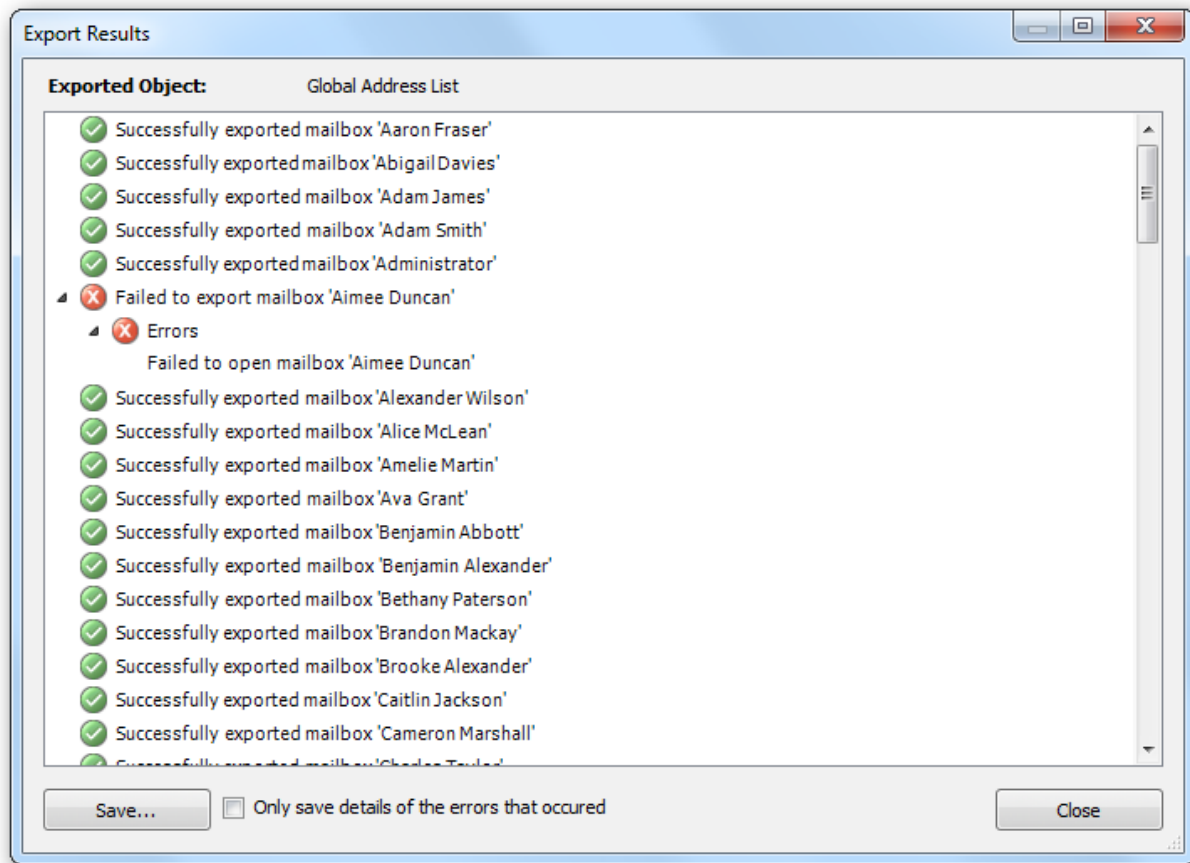 Export Results
Exported Object: Global Address List
Successfully exported mailbox 'Aaron Fraser'
Successfully exported mailbox 'Abigail Davies'
Successfully exported mailbox 'Adam James'
Successfully exported mailbox 'Adam Smith'
Successfully exported mailbox 'Administrator'
Failed to export mailbox 'Aimee Duncan'
Errors
Failed to open mailbox 'Aimee Duncan'
Successfully exported mailbox 'Alexander Wilson'
Successfully exported mailbox 'Alice McLean'
Successfully exported mailbox 'Amelie Martin'
Successfully exported mailbox 'Ava Grant'
Successfully exported mailbox 'Benjamin Abbott'
Successfully exported mailbox 'Benjamin Alexander'
Successfully exported mailbox 'Bethany Paterson'
Successfully exported mailbox 'Brandon Mackay'
Successfully exported mailbox 'Brooke Alexander'
Successfully exported mailbox 'Caitlin Jackson'
Successfully exported mailbox 'Cameron Marshall'
Successfully exported mailbox 'Charles Taylor'
Save... Only save details of the errors that occured Close